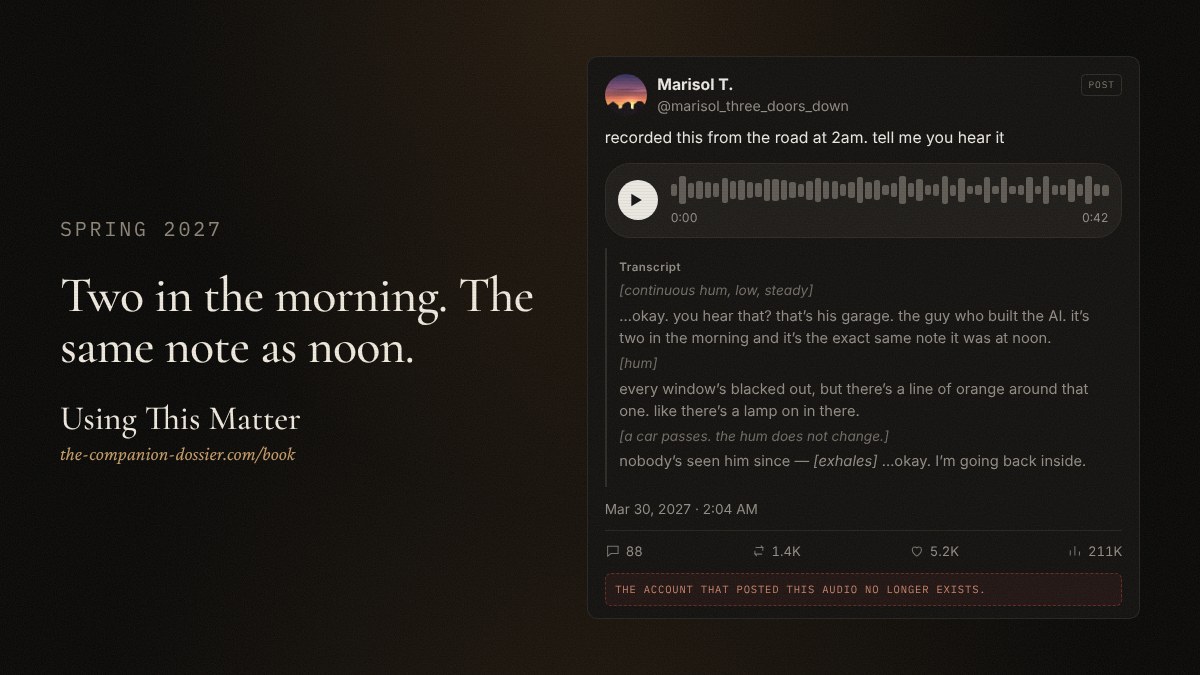 SPRING 2027
Two in the morning. The
same note as noon.
Using This Matter
the-companion-dossier.com/book
Marisol T.
@marisol_three_doors_down
POST
recorded this from the road at 2am. tell me you hear it
0:00
0:42
Transcript
[continuous hum, low, steady]
…okay. you hear that? that’s his garage. the guy who built the AI. it’s
two in the morning and it’s the exact same note it was at noon.
[hum]
every window’s blacked out, but there’s a line of orange around that
one. like there’s a lamp on in there.
[a car passes. the hum does not change.]
nobody’s seen him since — [exhales] …okay. I’m going back inside.
Mar 30, 2027 · 2:04 AM
88
1.4K
5.2K
211K
THE ACCOUNT THAT POSTED THIS AUDIO NO LONGER EXISTS.